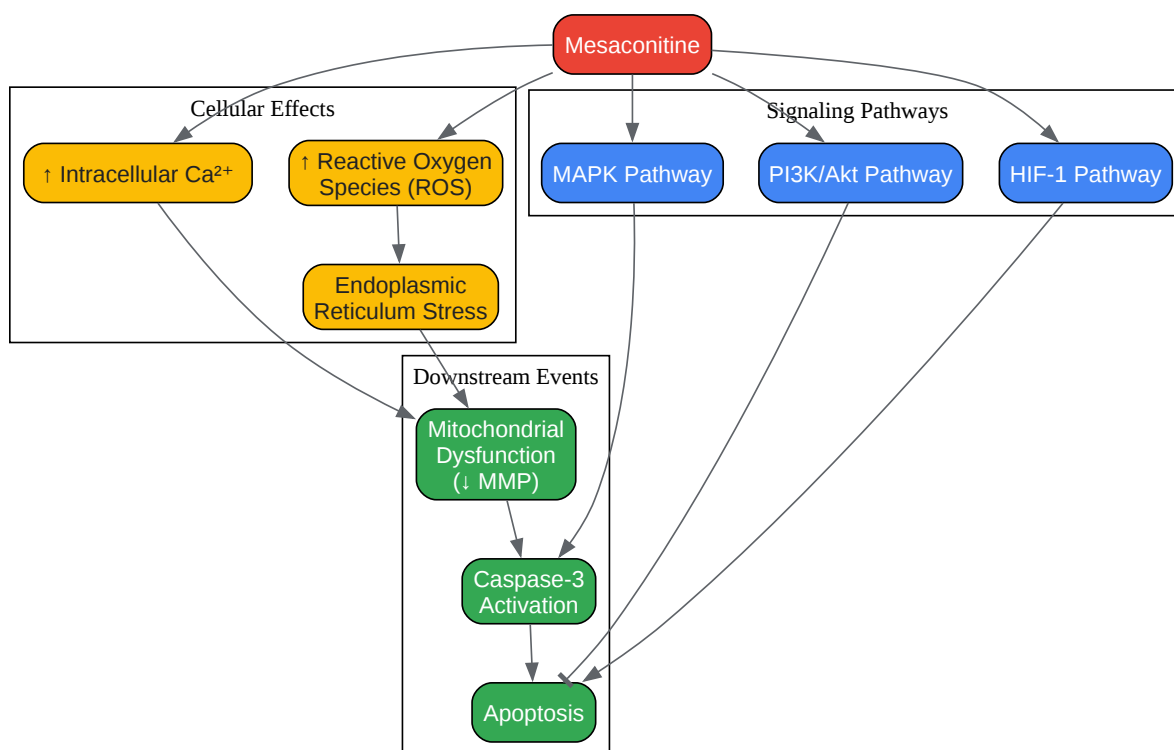 Mesaconitine
Cellular Effects
Signaling Pathways
↑ Intracellular Ca²⁺
↑ Reactive Oxygen
Species (ROS)
MAPK Pathway
PI3K/Akt Pathway
HIF-1 Pathway
Endoplasmic
Reticulum Stress
Downstream Events
Mitochondrial
Dysfunction
(↓ MMP)
Caspase-3
Activation
Apoptosis